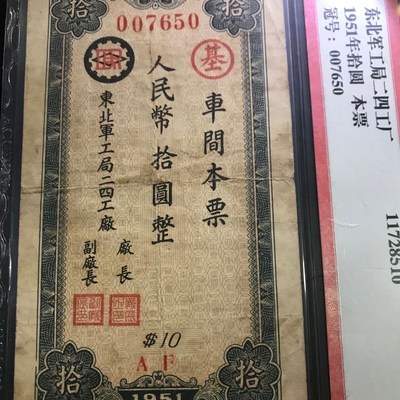 拾 拾
007650
基
車間本票
人民幣拾圓整
東北軍工局二四工廠
廠長
副廠長
$10
A F
拾 1951 拾
东北军工局二四工厂
1951年拾圆 本票
冠号: 007650
11728510